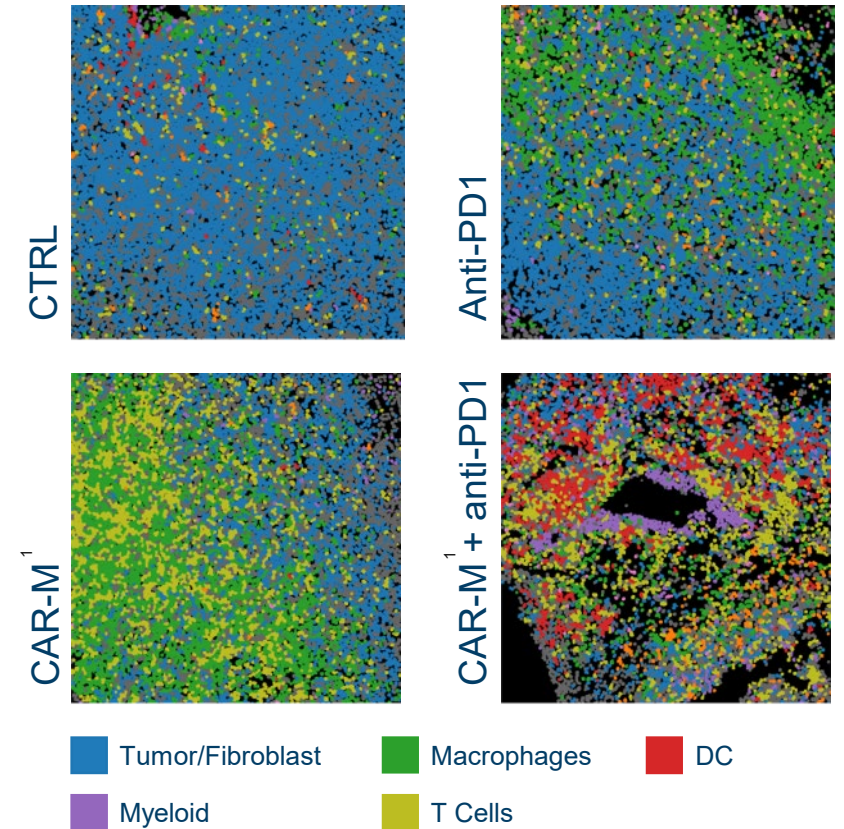 CTRL
Anti-PD1
CAR-M¹
CAR-M¹ + anti-PD1
Tumor/Fibroblast
Macrophages
DC
Myeloid
T Cells